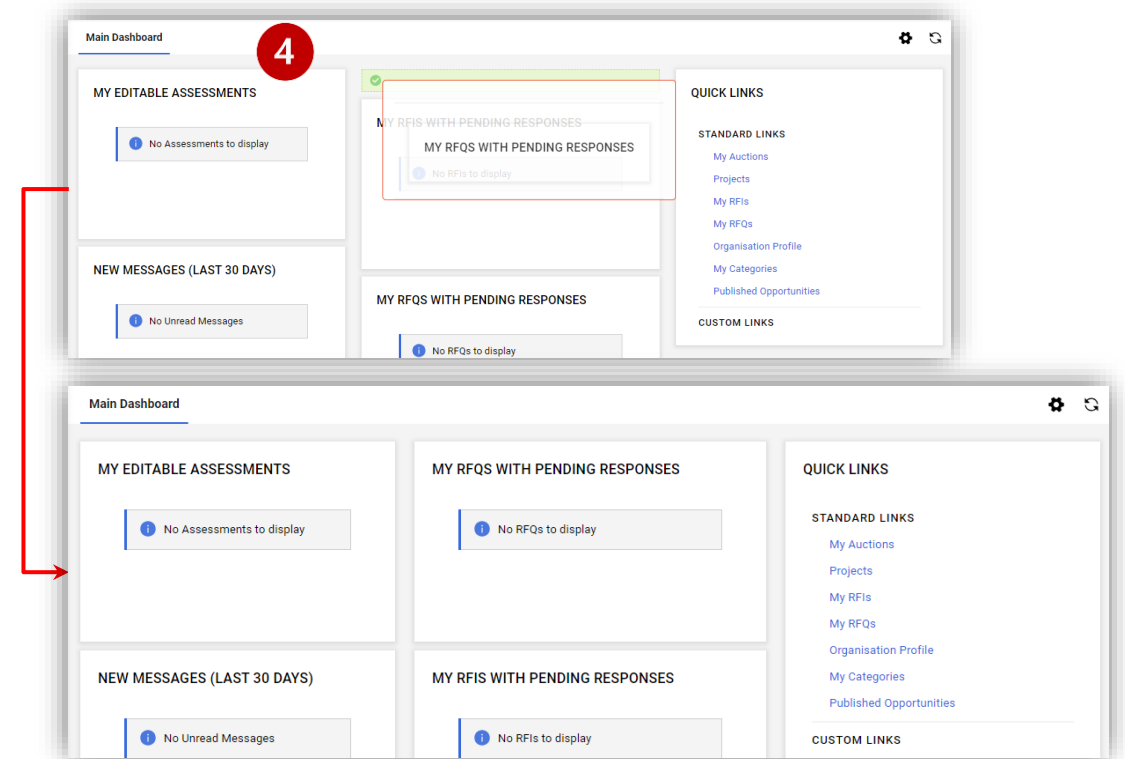 Main Dashboard
4
MY EDITABLE ASSESSMENTS
No Assessments to display
NEW MESSAGES (LAST 30 DAYS)
No Unread Messages
MY RFIS WITH PENDING RESPONSES
MY RFQS WITH PENDING RESPONSES
No RFIs to display
MY RFQS WITH PENDING RESPONSES
No RFQs to display
QUICK LINKS
STANDARD LINKS
My Auctions
Projects
My RFIs
My RFQs
Organisation Profile
My Categories
Published Opportunities
CUSTOM LINKS
Main Dashboard
MY EDITABLE ASSESSMENTS
No Assessments to display
NEW MESSAGES (LAST 30 DAYS)
No Unread Messages
MY RFQS WITH PENDING RESPONSES
No RFQs to display
MY RFIS WITH PENDING RESPONSES
No RFIs to display
QUICK LINKS
STANDARD LINKS
My Auctions
Projects
My RFIs
My RFQs
Organisation Profile
My Categories
Published Opportunities
CUSTOM LINKS